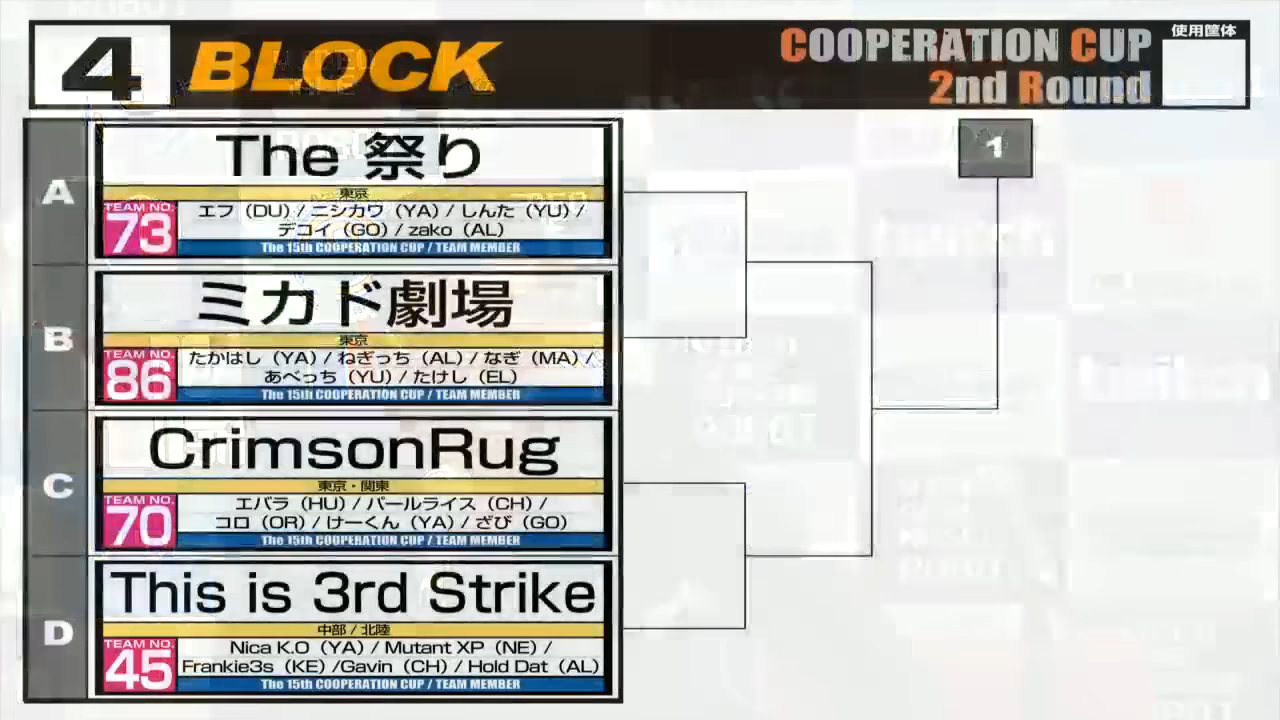 4 BLOCK
COOPERATION CUP
2nd Round
使用筐体
1
A
The 祭り
東京
TEAM NO.
73
エフ（DU）/ ニシカワ（YA）/ しんた（YU）/
デコイ（GO）/ zako（AL）
The 15th COOPERATION CUP / TEAM MEMBER
B
ミカド劇場
東京
TEAM NO.
86
たかはし（YA）/ ねぎっち（AL）/ なぎ（MA）/
あべっち（YU）/ たけし（EL）
The 15th COOPERATION CUP / TEAM MEMBER
C
CrimsonRug
東京・関東
TEAM NO.
70
エバラ（HU）/ パールライス（CH）/
コロ（OR）/ けーくん（YA）/ ざび（GO）
The 15th COOPERATION CUP / TEAM MEMBER
D
This is 3rd Strike
中部 / 北陸
TEAM NO.
45
Nica K.O（YA）/ Mutant XP（NE）/
Frankie3s（KE）/Gavin（CH）/ Hold Dat（AL）
The 15th COOPERATION CUP / TEAM MEMBER